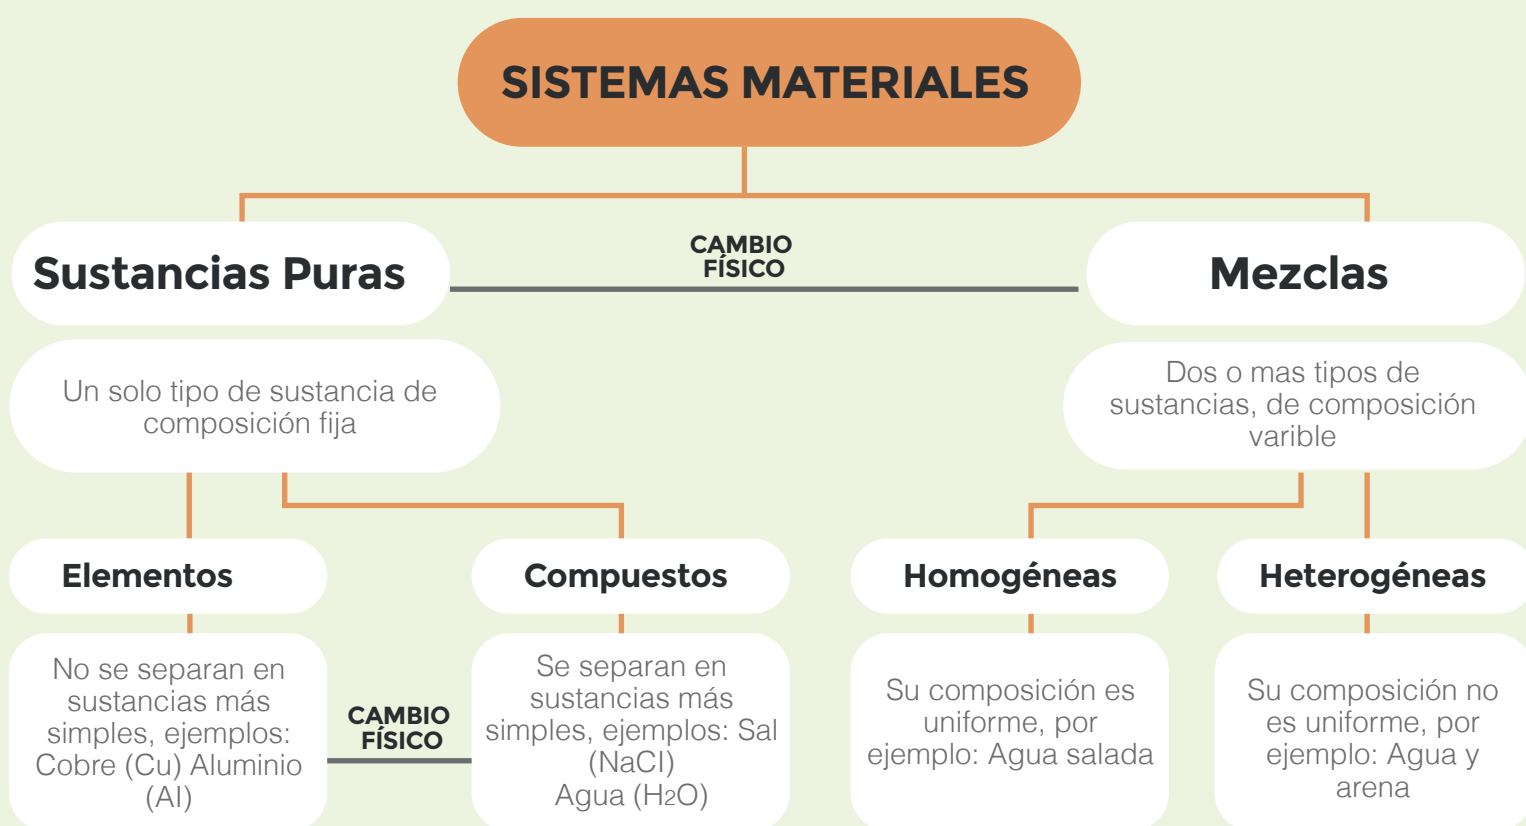 SISTEMAS MATERIALES
Sustancias Puras
CAMBIO
FÍSICO
Mezclas
Un solo tipo de sustancia de
composición fija
Dos o mas tipos de
sustancias, de composición
varible
Elementos
Compuestos
Homogéneas
Heterogéneas
No se separan en
sustancias más
simples, ejemplos:
Cobre (Cu) Aluminio
(Al)
CAMBIO
FÍSICO
Se separan en
sustancias más
simples, ejemplos: Sal
(NaCl)
Agua (H2O)
Su composición es
uniforme, por
ejemplo: Agua salada
Su composición no
es uniforme, por
ejemplo: Agua y
arena